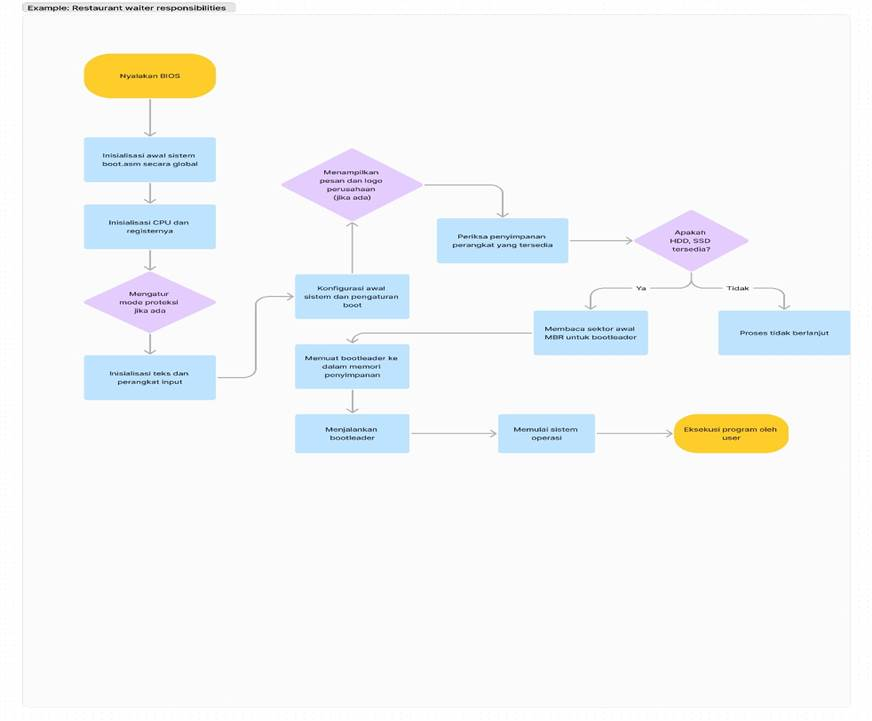 Example: Restaurant waiter responsibilities
Nyalakan BIOS
Inisialisasi awal sistem
boot.asm secara global
Inisialisasi CPU dan
registernya
Mengatur
mode proteksi
jika ada
Inisialisasi teks dan
perangkat input
Konfigurasi awal
sistem dan pengaturan
boot
Menampilkan
pesan dan logo
perusahaan
(jika ada)
Periksa penyimpanan
perangkat yang tersedia
Apakah
HDD, SSD
tersedia?
Ya
Tidak
Membaca sektor awal
MBR untuk bootleader
Proses tidak berlanjut
Memuat bootleader ke
dalam memori
penyimpanan
Menjalankan
bootleader
Memulai sistem
operasi
Eksekusi program oleh
user